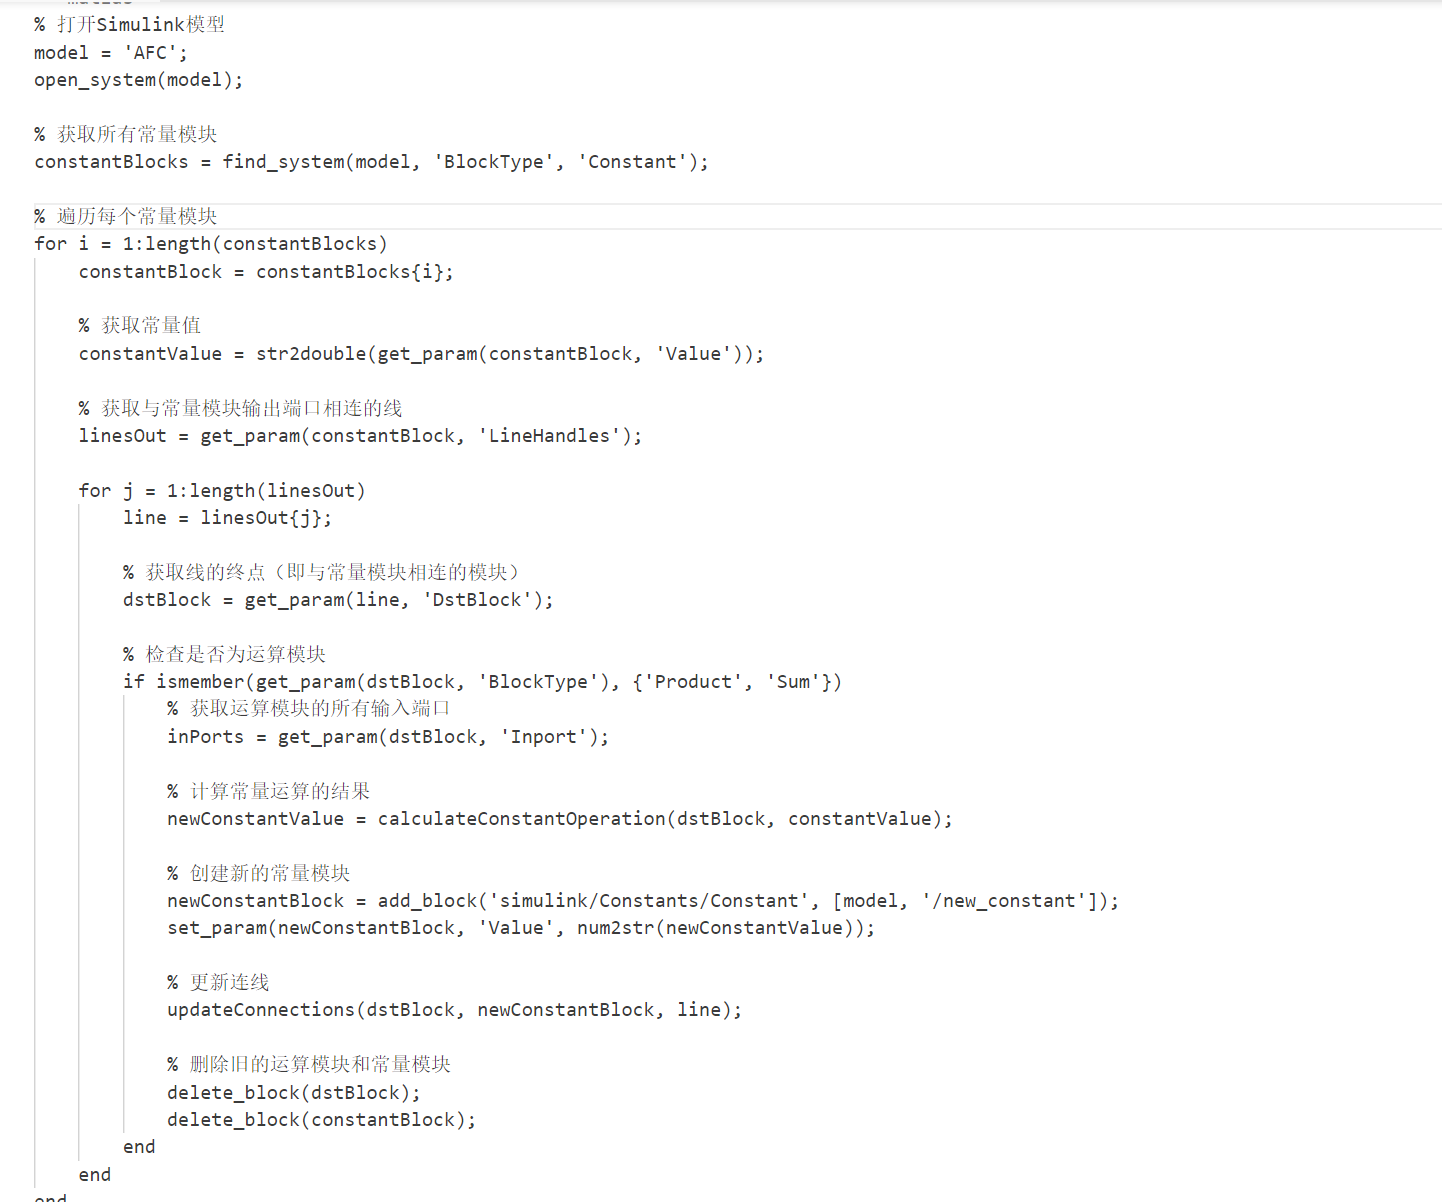 % 打开Simulink模型
model = 'AFC';
open_system(model);
% 获取所有常量模块
constantBlocks = find_system(model, 'BlockType', 'Constant');
% 遍历每个常量模块
for i = 1:length(constantBlocks)
constantBlock = constantBlocks{i};
% 获取常量值
constantValue = str2double(get_param(constantBlock, 'Value'));
% 获取与常量模块输出端口相连的线
linesOut = get_param(constantBlock, 'LineHandles');
for j = 1:length(linesOut)
line = linesOut{j};
% 获取线的终点（即与常量模块相连的模块）
dstBlock = get_param(line, 'DstBlock');
% 检查是否为运算模块
if ismember(get_param(dstBlock, 'BlockType'), {'Product', 'Sum'})
% 获取运算模块的所有输入端口
inPorts = get_param(dstBlock, 'Inport');
% 计算常量运算的结果
newConstantValue = calculateConstantOperation(dstBlock, constantValue);
% 创建新的常量模块
newConstantBlock = add_block('simulink/Constants/Constant', [model, '/new_constant']);
set_param(newConstantBlock, 'Value', num2str(newConstantValue));
% 更新连线
updateConnections(dstBlock, newConstantBlock, line);
% 删除旧的运算模块和常量模块
delete_block(dstBlock);
delete_block(constantBlock);
end
end
end